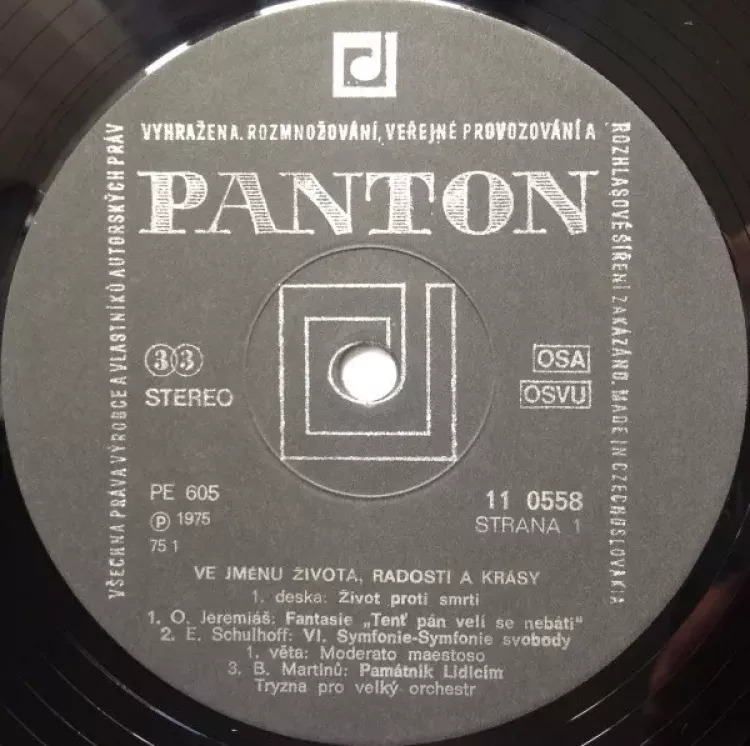 VŠECHNA PRÁVA VÝROBCE A VLASTNÍKŮ AUTORSKÝCH PRÁV
VYHRAŽENA. ROZMNOŽOVÁNÍ, VEŘEJNÉ PROVOZOVÁNÍ A
ROZHLASOVÉ ŠÍŘENÍ ZAKÁZÁNO. MADE IN CZECHOSLOVAKIA
PANTON
33
STEREO
OSA
OSVU
PE 605
Ⓟ 1975
75 1
11 0558
STRANA 1
VE JMÉNU ŽIVOTA, RADOSTI A KRÁSY
1. deska: Život proti smrti
1. O. Jeremiáš: Fantasie „Tenť pán velí se nebáti"
2. E. Schulhoff: VI. Symfonie-Symfonie svobody
1. věta: Moderato maestoso
3. B. Martinů: Památník Lidicím
Tryzna pro velký orchestr